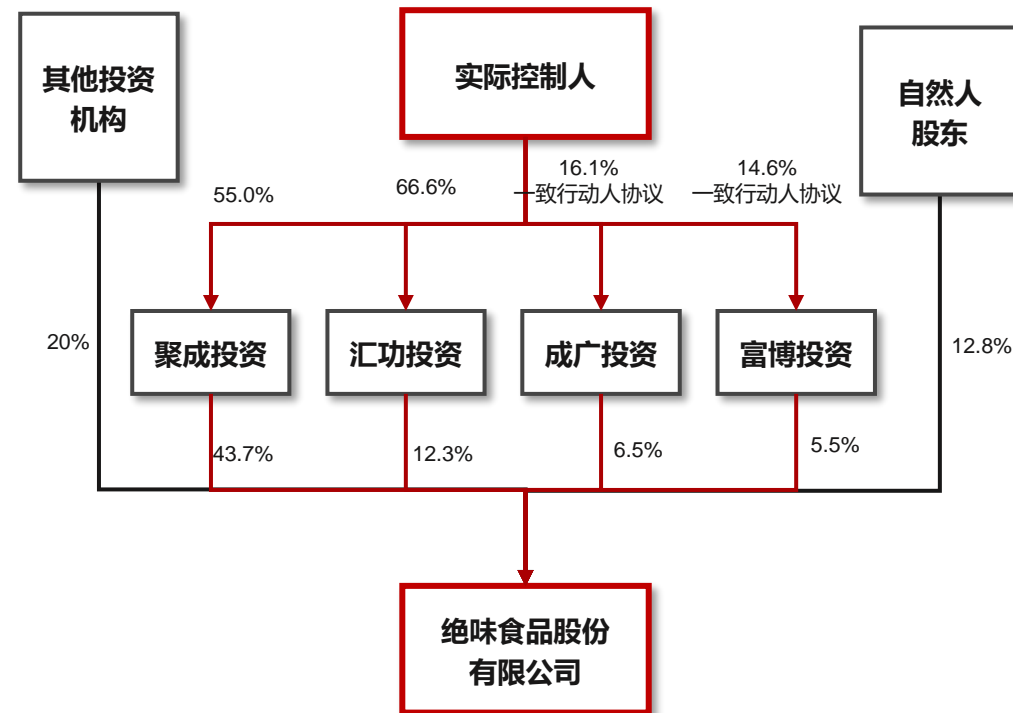 其他投资
机构
实际控制人
自然人
股东
55.0%
66.6%
16.1%
一致行动人协议
14.6%
一致行动人协议
20%
聚成投资
汇功投资
成广投资
富博投资
12.8%
43.7%
12.3%
6.5%
5.5%
绝味食品股份
有限公司